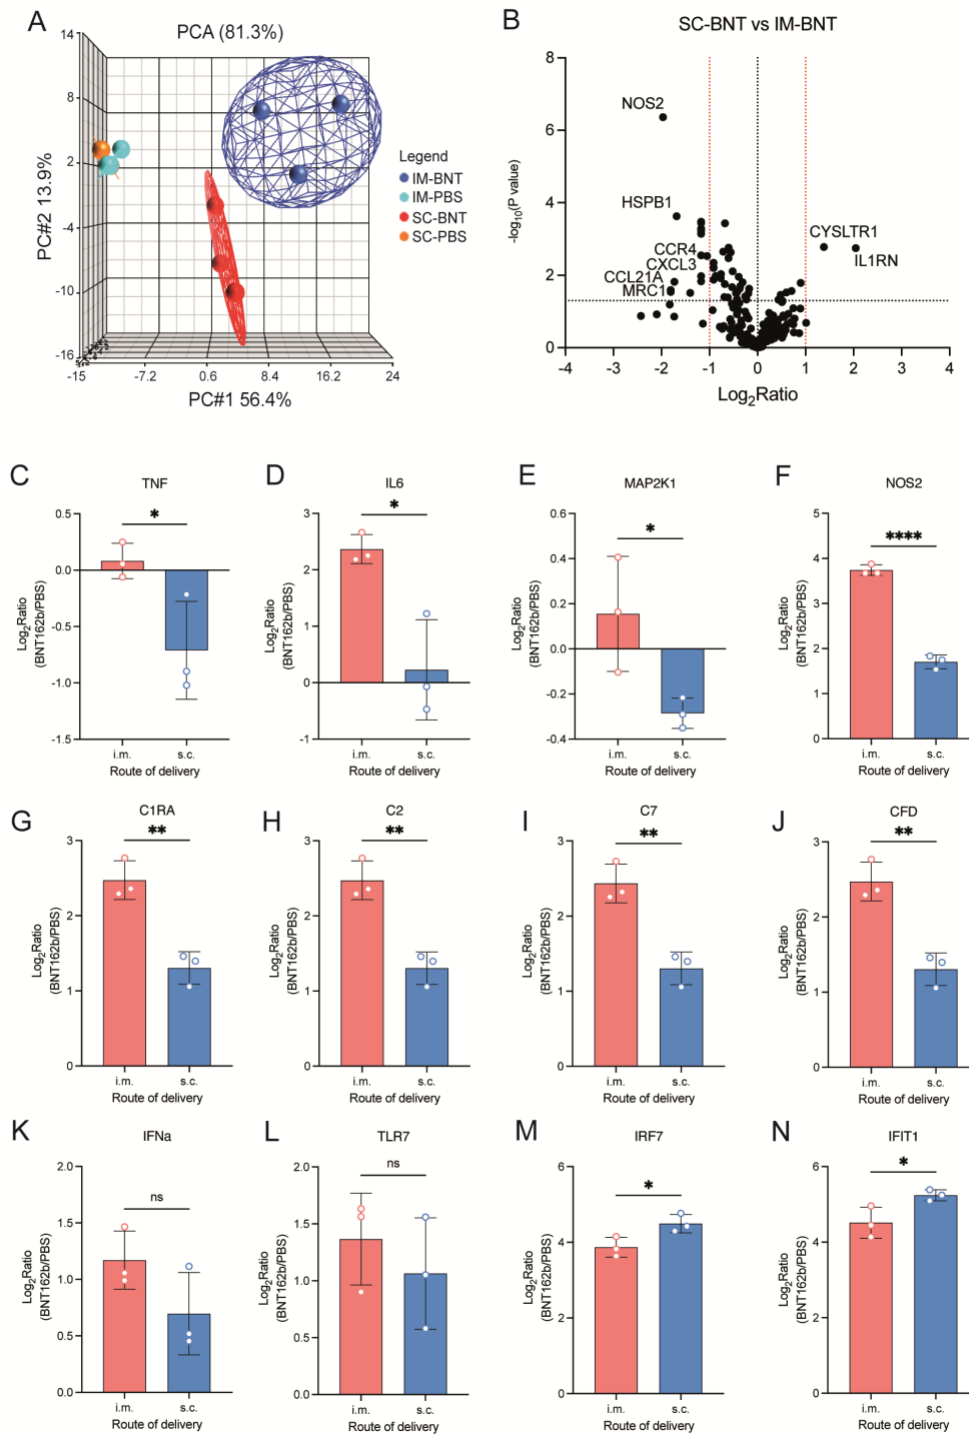 A
PCA (81.3%)
14
8
2
-4
-10
-16
PC#2 13.9%
-15
-7.2
0.6
8.4
16.2
24
PC#1 56.4%
Legend
IM-BNT
IM-PBS
SC-BNT
SC-PBS
B
SC-BNT vs IM-BNT
8
6
4
2
0
-log10(P value)
NOS2
HSPB1
CCR4
CXCL3
CCL21A
MRC1
CYSLTR1
IL1RN
-4
-3
-2
-1
0
1
2
3
4
Log2Ratio
C
TNF
*
0.5
0.0
-0.5
-1.0
-1.5
Log2Ratio
(BNT162b/PBS)
i.m.
s.c.
Route of delivery
D
IL6
*
3
2
1
0
-1
Log2Ratio
(BNT162b/PBS)
i.m.
s.c.
Route of delivery
E
MAP2K1
*
0.6
0.4
0.2
0.0
-0.2
-0.4
Log2Ratio
(BNT162b/PBS)
i.m.
s.c.
Route of delivery
F
NOS2
****
5
4
3
2
1
Log2Ratio
(BNT162b/PBS)
i.m.
s.c.
Route of delivery
G
C1RA
**
3
2
1
0
Log2Ratio
(BNT162b/PBS)
i.m.
s.c.
Route of delivery
H
C2
**
3
2
1
0
Log2Ratio
(BNT162b/PBS)
i.m.
s.c.
Route of delivery
I
C7
**
3
2
1
0
Log2Ratio
(BNT162b/PBS)
i.m.
s.c.
Route of delivery
J
CFD
**
3
2
1
0
Log2Ratio
(BNT162b/PBS)
i.m.
s.c.
Route of delivery
K
IFNa
ns
2.0
1.5
1.0
0.5
0.0
Log2Ratio
(BNT162b/PBS)
i.m.
s.c.
Route of delivery
L
TLR7
ns
2.0
1.5
1.0
0.5
0.0
Log2Ratio
(BNT162b/PBS)
i.m.
s.c.
Route of delivery
M
IRF7
*
6
4
2
0
Log2Ratio
(BNT162b/PBS)
i.m.
s.c.
Route of delivery
N
IFIT1
*
6
4
2
0
Log2Ratio
(BNT162b/PBS)
i.m.
s.c.
Route of delivery